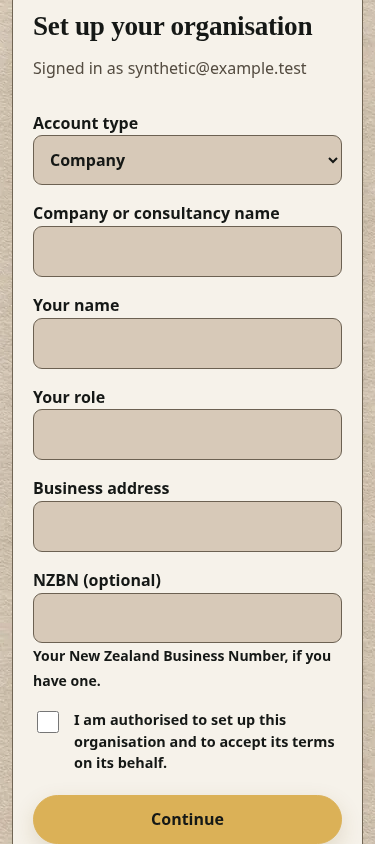 Set up your organisation
Signed in as synthetic@example.test
Account type
Company
Company or consultancy name
Your name
Your role
Business address
NZBN (optional)
Your New Zealand Business Number, if you
have one.
I am authorised to set up this
organisation and to accept its terms
on its behalf.
Continue